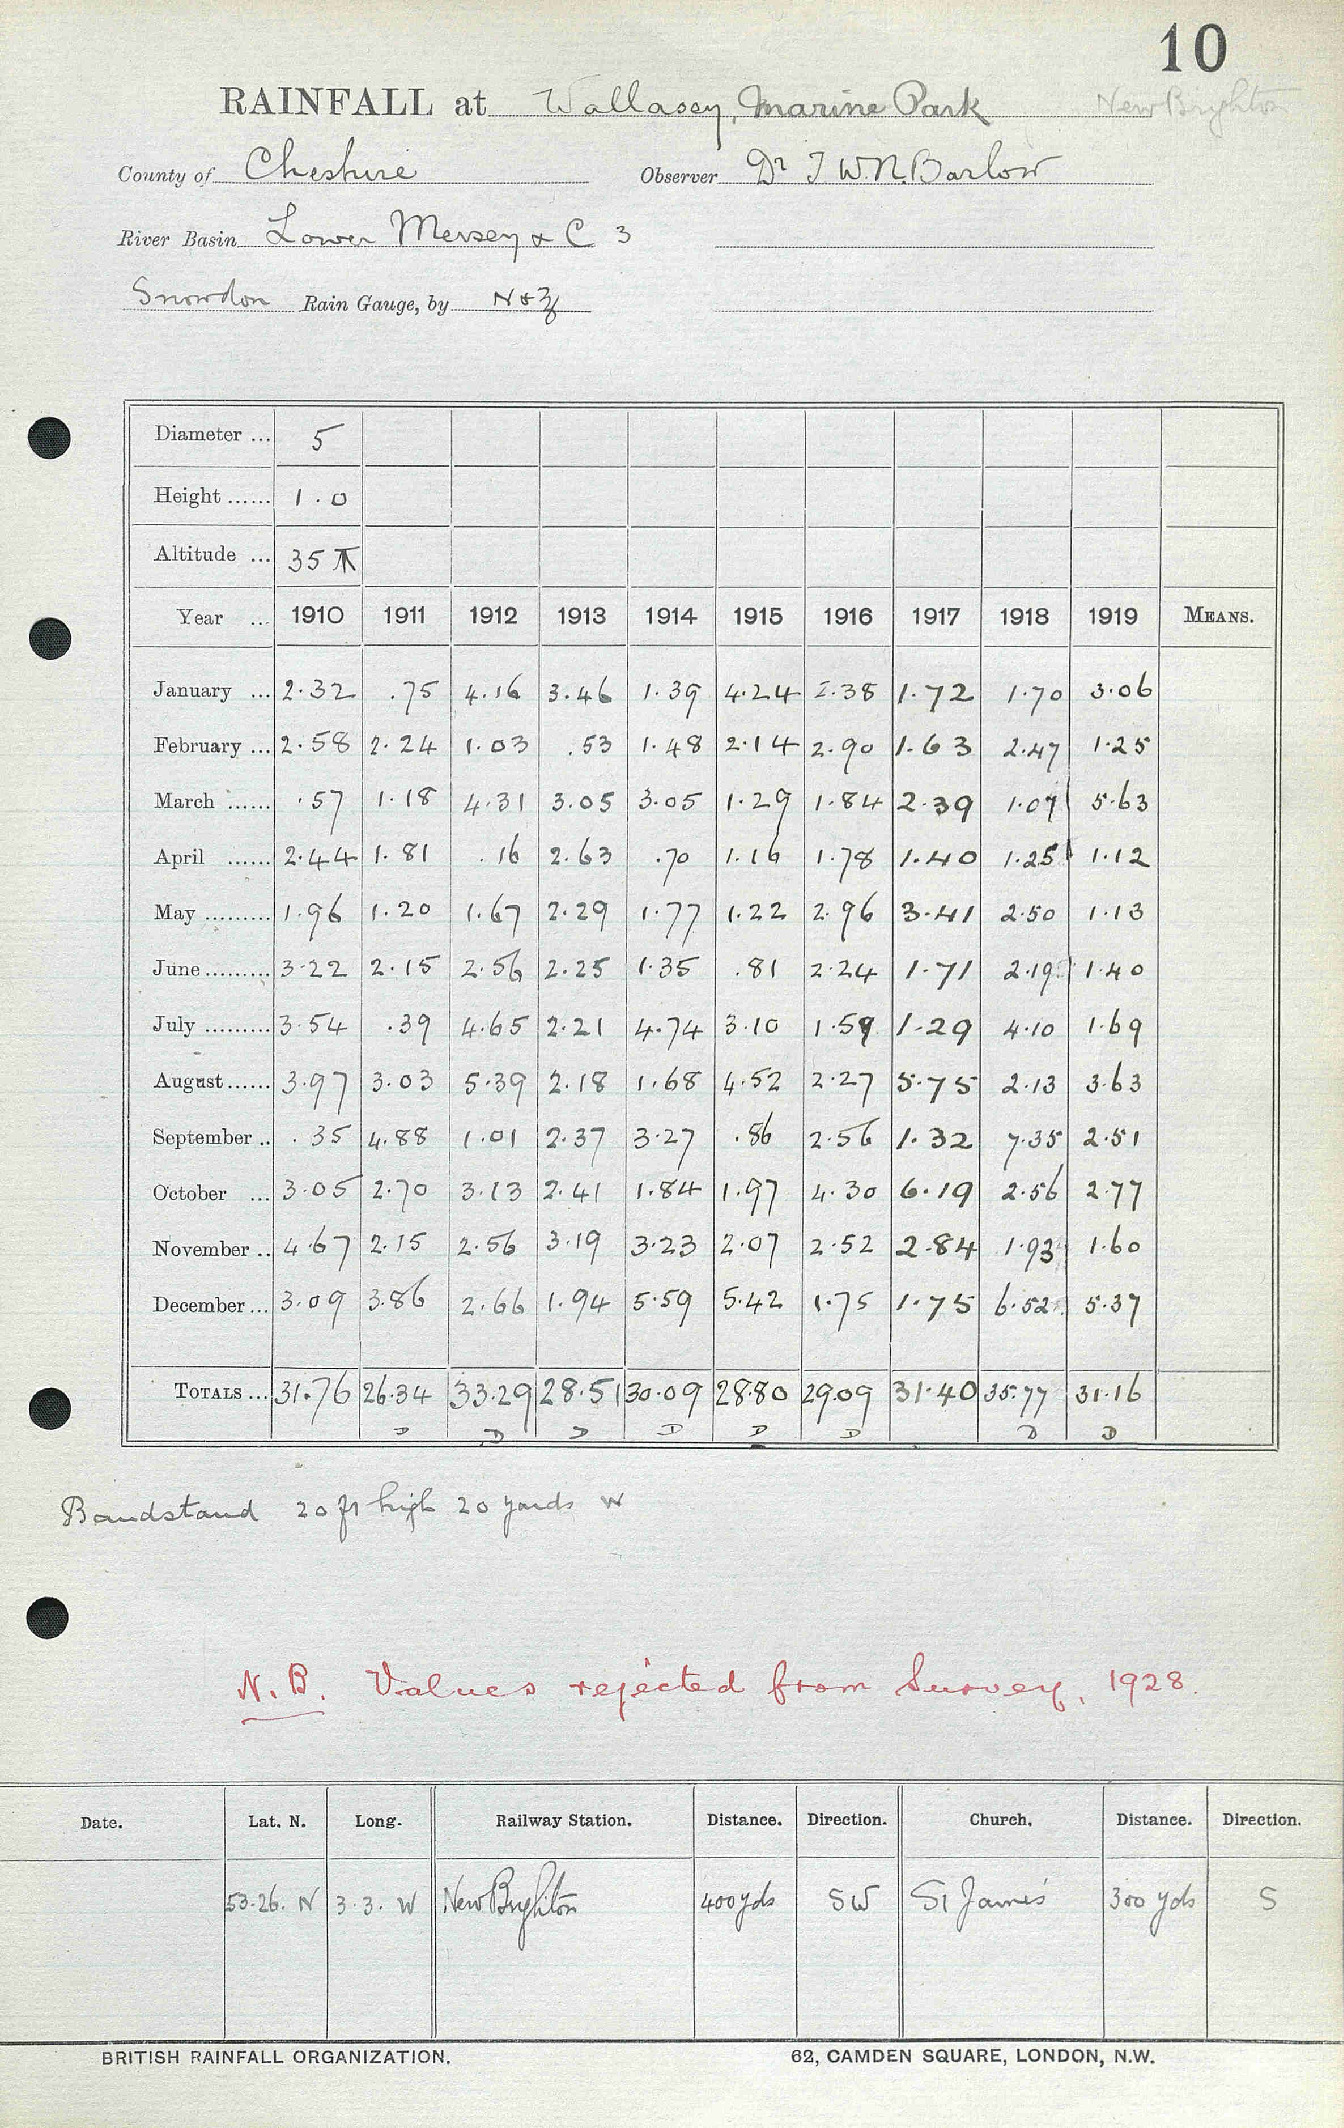 10
RAINFALL at Wallasey, Marine Park New Brighton
County of Cheshire Observer Dr T W.N. Barlow
River Basin Lower Mersey & C 3
Snowdon Rain Gauge, by N & Z
Diameter ... 5
Height ...... 1.0
Altitude ... 35
Year ... 1910 1911 1912 1913 1914 1915 1916 1917 1918 1919 MEANS.
January ... 2.32 .75 4.16 3.46 1.39 4.24 2.38 1.72 1.70 3.06
February ... 2.58 2.24 1.03 .53 1.48 2.14 2.90 1.63 2.47 1.25
March ...... .57 1.18 4.31 3.05 3.05 1.29 1.84 2.39 1.07 5.63
April ...... 2.44 1.81 .16 2.63 .70 1.16 1.78 1.40 1.25 1.12
May ......... 1.96 1.20 1.67 2.29 1.77 1.22 2.96 3.41 2.50 1.13
June ......... 3.22 2.15 2.56 2.25 1.35 .81 2.24 1.71 2.19 1.40
July ......... 3.54 .39 4.65 2.21 4.74 3.10 1.59 1.29 4.10 1.69
August ...... 3.97 3.03 5.39 2.18 1.68 4.52 2.27 5.75 2.13 3.63
September .. .35 4.88 1.01 2.37 3.27 .86 2.56 1.32 7.35 2.51
October ... 3.05 2.70 3.13 2.41 1.84 1.97 4.30 6.19 2.56 2.77
November .. 4.67 2.15 2.56 3.19 3.23 2.07 2.52 2.84 1.93 1.60
December ... 3.09 3.86 2.66 1.94 5.59 5.42 1.75 1.75 6.52 5.37
TOTALS ... 31.76 26.34 33.29 28.51 30.09 28.80 29.09 31.40 35.77 31.16
D D D D D D D D
Bandstand 20 ft high 20 yards W
N.B. Values rejected from Survey, 1928.
Date. Lat. N. Long. Railway Station. Distance. Direction. Church. Distance. Direction.
53.26. N 3.3. W New Brighton 400 yds SW St James' 300 yds S
BRITISH RAINFALL ORGANIZATION. 62, CAMDEN SQUARE, LONDON, N.W.